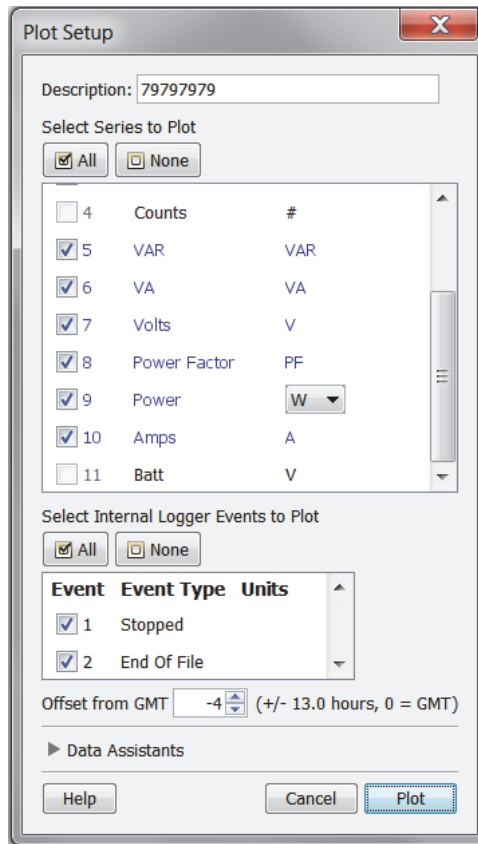 Plot Setup
X
Description: 79797979
Select Series to Plot
All None
4 Counts #
5 VAR VAR
6 VA VA
7 Volts V
8 Power Factor PF
9 Power W
10 Amps A
11 Batt V
Select Internal Logger Events to Plot
All None
Event Event Type Units
1 Stopped
2 End Of File
Offset from GMT -4 (+/- 13.0 hours, 0 = GMT)
Data Assistants
Help Cancel Plot